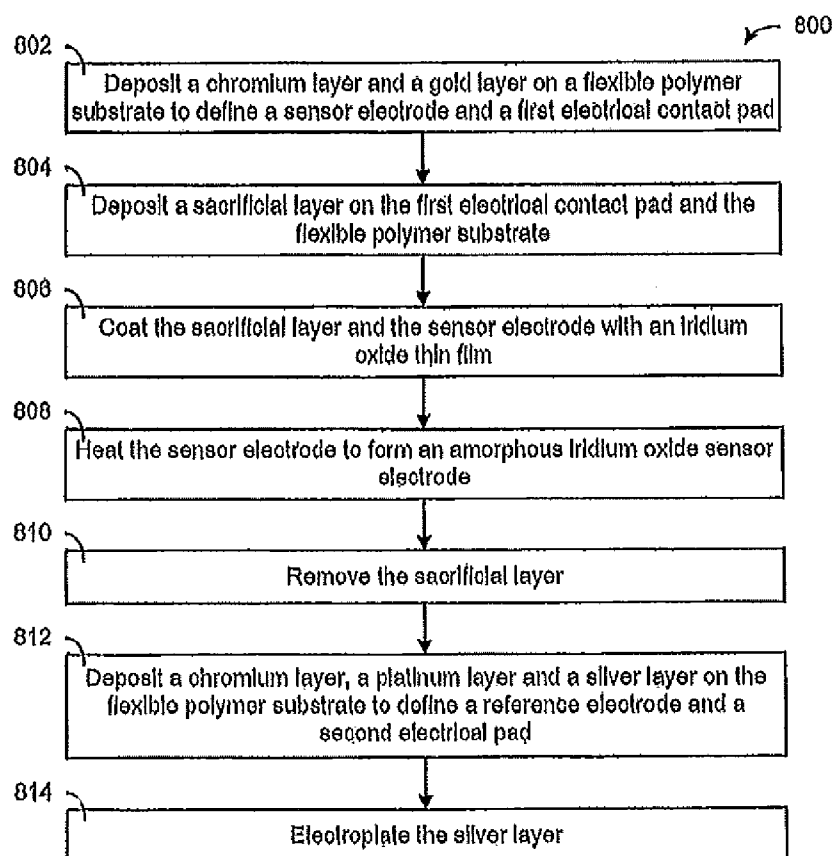 800
802
Deposit a chromium layer and a gold layer on a flexible polymer
substrate to define a sensor electrode and a first electrical contact pad
804
Deposit a sacrificial layer on the first electrical contact pad and the
flexible polymer substrate
806
Coat the sacrificial layer and the sensor electrode with an iridium
oxide thin film
808
Heat the sensor electrode to form an amorphous iridium oxide sensor
electrode
810
Remove the sacrificial layer
812
Deposit a chromium layer, a platinum layer and a silver layer on the
flexible polymer substrate to define a reference electrode and a
second electrical pad
814
Electroplate the silver layer